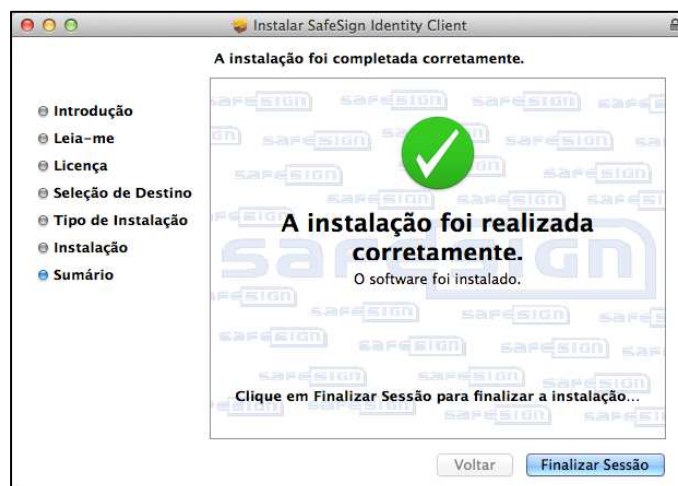 Instalar SafeSign Identity Client
A instalação foi completada corretamente.
Introdução
Leia-me
Licença
Seleção de Destino
Tipo de Instalação
Instalação
Sumário
safesign
A instalação foi realizada
corretamente.
O software foi instalado.
Clique em Finalizar Sessão para finalizar a instalação...
Voltar
Finalizar Sessão